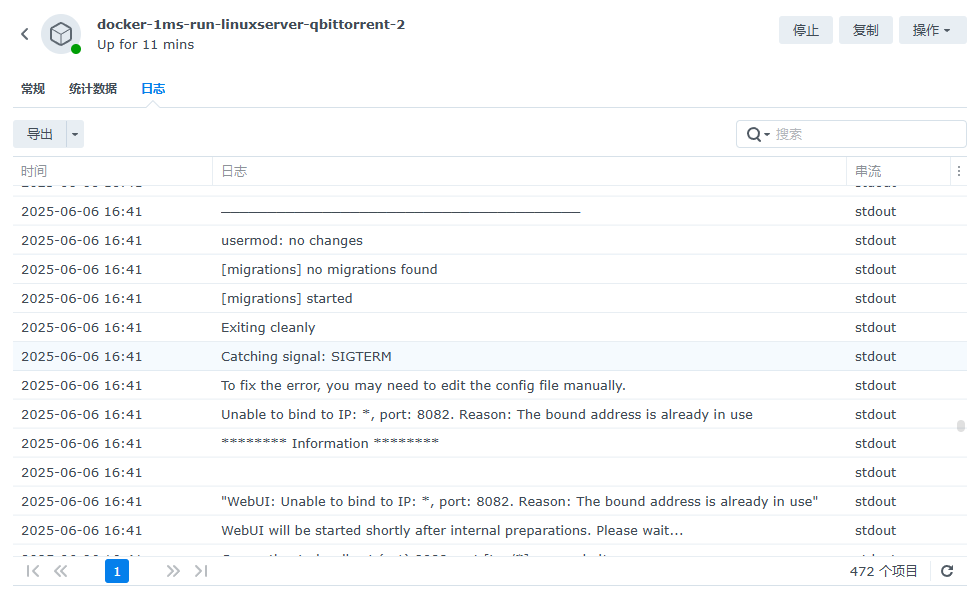 docker-1ms-run-linuxserver-qbittorrent-2
Up for 11 mins
停止 复制 操作
常规 统计数据 日志
导出 搜索
时间 日志 串流
2025-06-06 16:41 stdout
2025-06-06 16:41 ──────────────────────────────────────── stdout
2025-06-06 16:41 usermod: no changes stdout
2025-06-06 16:41 [migrations] no migrations found stdout
2025-06-06 16:41 [migrations] started stdout
2025-06-06 16:41 Exiting cleanly stdout
2025-06-06 16:41 Catching signal: SIGTERM stdout
2025-06-06 16:41 To fix the error, you may need to edit the config file manually. stdout
2025-06-06 16:41 Unable to bind to IP: *, port: 8082. Reason: The bound address is already in use stdout
2025-06-06 16:41 ******** Information ******** stdout
2025-06-06 16:41 stdout
2025-06-06 16:41 "WebUI: Unable to bind to IP: *, port: 8082. Reason: The bound address is already in use" stdout
2025-06-06 16:41 WebUI will be started shortly after internal preparations. Please wait... stdout
1 472 个项目